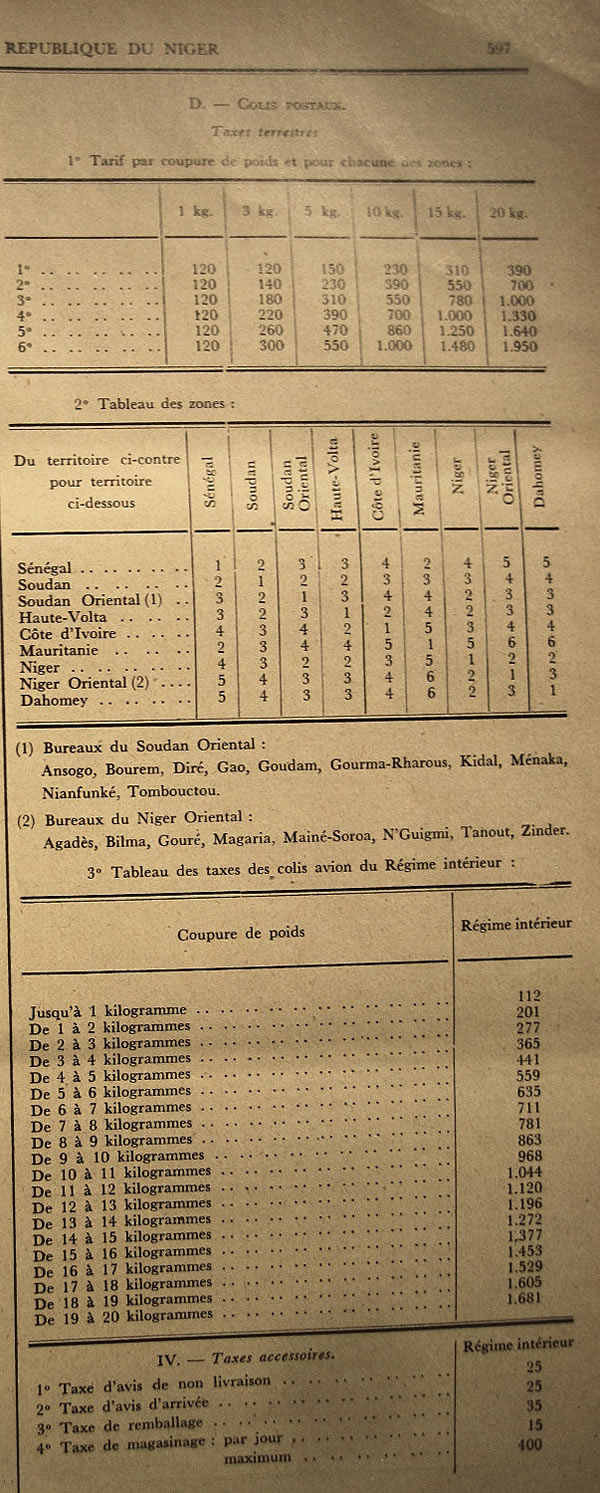 REPUBLIQUE DU NIGER 597
D. — COLIS POSTAUX.
Taxes terrestres
1° Tarif par coupure de poids et pour chacune des zones :
1 kg. 3 kg. 5 kg. 10 kg. 15 kg. 20 kg.
1° .. .. .. .. .. .. 120 120 150 230 310 390
2° .. .. .. .. .. .. 120 140 230 390 550 700
3° .. .. .. .. .. .. 120 180 310 550 780 1.000
4° .. .. .. .. .. .. 120 220 390 700 1.000 1.330
5° .. .. .. .. .. .. 120 260 470 860 1.250 1.640
6° .. .. .. .. .. .. 120 300 550 1.000 1.480 1.950
2° Tableau des zones :
Du territoire ci-contre
pour territoire
ci-dessous
Sénégal
Soudan
Soudan
Oriental
Haute-Volta
Côte d'Ivoire
Mauritanie
Niger
Niger
Oriental
Dahomey
Sénégal .. .. .. .. .. 1 2 3 3 4 2 4 5 5
Soudan .. .. .. .. .. 2 1 2 2 3 3 3 4 4
Soudan Oriental (1) .. 3 2 1 3 4 4 2 3 3
Haute-Volta .. .. .. 3 2 3 1 2 4 2 3 3
Côte d'Ivoire .. .. .. 4 3 4 2 1 5 3 4 4
Mauritanie .. .. .. .. 2 3 4 4 5 1 5 6 6
Niger .. .. .. .. .. .. 4 3 2 2 3 5 1 2 2
Niger Oriental (2) .... 5 4 3 3 4 6 2 1 3
Dahomey .. .. .. .. .. 5 4 3 3 4 6 2 3 1
(1) Bureaux du Soudan Oriental :
Ansogo, Bourem, Diré, Gao, Goudam, Gourma-Rharous, Kidal, Ménaka,
Nianfunké, Tombouctou.
(2) Bureaux du Niger Oriental :
Agadès, Bilma, Gouré, Magaria, Mainé-Soroa, N'Guigmi, Tanout, Zinder.
3° Tableau des taxes des colis avion du Régime intérieur :
Coupure de poids Régime intérieur
Jusqu'à 1 kilogramme .. .. .. .. .. .. .. .. 112
De 1 à 2 kilogrammes .. .. .. .. .. .. .. .. 201
De 2 à 3 kilogrammes .. .. .. .. .. .. .. .. 277
De 3 à 4 kilogrammes .. .. .. .. .. .. .. .. 365
De 4 à 5 kilogrammes .. .. .. .. .. .. .. .. 441
De 5 à 6 kilogrammes .. .. .. .. .. .. .. .. 559
De 6 à 7 kilogrammes .. .. .. .. .. .. .. .. 635
De 7 à 8 kilogrammes .. .. .. .. .. .. .. .. 711
De 8 à 9 kilogrammes .. .. .. .. .. .. .. .. 781
De 9 à 10 kilogrammes .. .. .. .. .. .. .. .. 863
De 10 à 11 kilogrammes .. .. .. .. .. .. .. .. 968
De 11 à 12 kilogrammes .. .. .. .. .. .. .. .. 1.044
De 12 à 13 kilogrammes .. .. .. .. .. .. .. .. 1.120
De 13 à 14 kilogrammes .. .. .. .. .. .. .. .. 1.196
De 14 à 15 kilogrammes .. .. .. .. .. .. .. .. 1.272
De 15 à 16 kilogrammes .. .. .. .. .. .. .. .. 1.377
De 16 à 17 kilogrammes .. .. .. .. .. .. .. .. 1.453
De 17 à 18 kilogrammes .. .. .. .. .. .. .. .. 1.529
De 18 à 19 kilogrammes .. .. .. .. .. .. .. .. 1.605
De 19 à 20 kilogrammes .. .. .. .. .. .. .. .. 1.681
IV. — Taxes accessoires. Régime intérieur
1° Taxe d'avis de non livraison .. .. .. .. .. .. 25
2° Taxe d'avis d'arrivée .. .. .. .. .. .. .. .. 25
3° Taxe de remballage .. .. .. .. .. .. .. .. 35
4° Taxe de magasinage : par jour .. .. .. .. .. .. 15
maximum .. .. .. .. .. .. 400